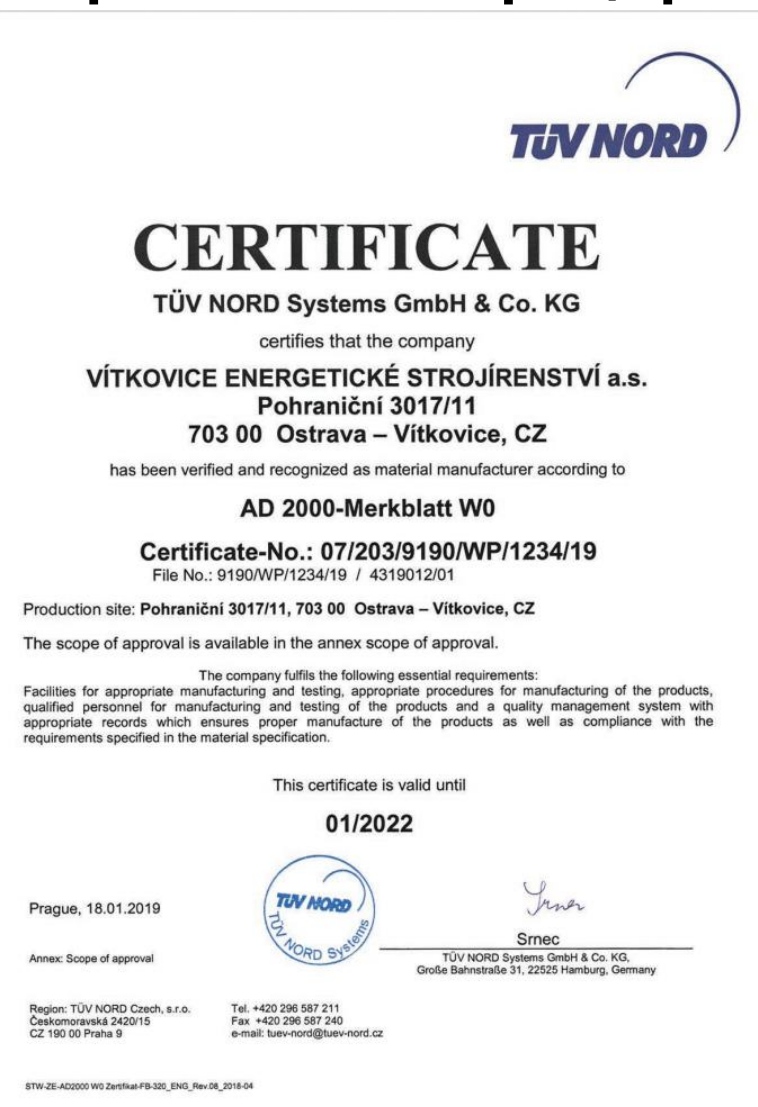 TÜV NORD
CERTIFICATE
TÜV NORD Systems GmbH & Co. KG
certifies that the company
VÍTKOVICE ENERGETICKÉ STROJÍRENSTVÍ a.s.
Pohraniční 3017/11
703 00 Ostrava – Vítkovice, CZ
has been verified and recognized as material manufacturer according to
AD 2000-Merkblatt W0
Certificate-No.: 07/203/9190/WP/1234/19
File No.: 9190/WP/1234/19 / 4319012/01
Production site: Pohraniční 3017/11, 703 00 Ostrava – Vítkovice, CZ
The scope of approval is available in the annex scope of approval.
The company fulfils the following essential requirements:
Facilities for appropriate manufacturing and testing, appropriate procedures for manufacturing of the products,
qualified personnel for manufacturing and testing of the products and a quality management system with
appropriate records which ensures proper manufacture of the products as well as compliance with the
requirements specified in the material specification.
This certificate is valid until
01/2022
Prague, 18.01.2019
TÜV NORD
TÜV NORD Systems
Srnec
Srnec
Annex: Scope of approval
TÜV NORD Systems GmbH & Co. KG,
Große Bahnstraße 31, 22525 Hamburg, Germany
Region: TÜV NORD Czech, s.r.o.
Českomoravská 2420/15
CZ 190 00 Praha 9
Tel. +420 296 587 211
Fax +420 296 587 240
e-mail: tuev-nord@tuev-nord.cz
STW-ZE-AD2000 W0 Zertifikat-FB-320_ENG_Rev.06_2018-04